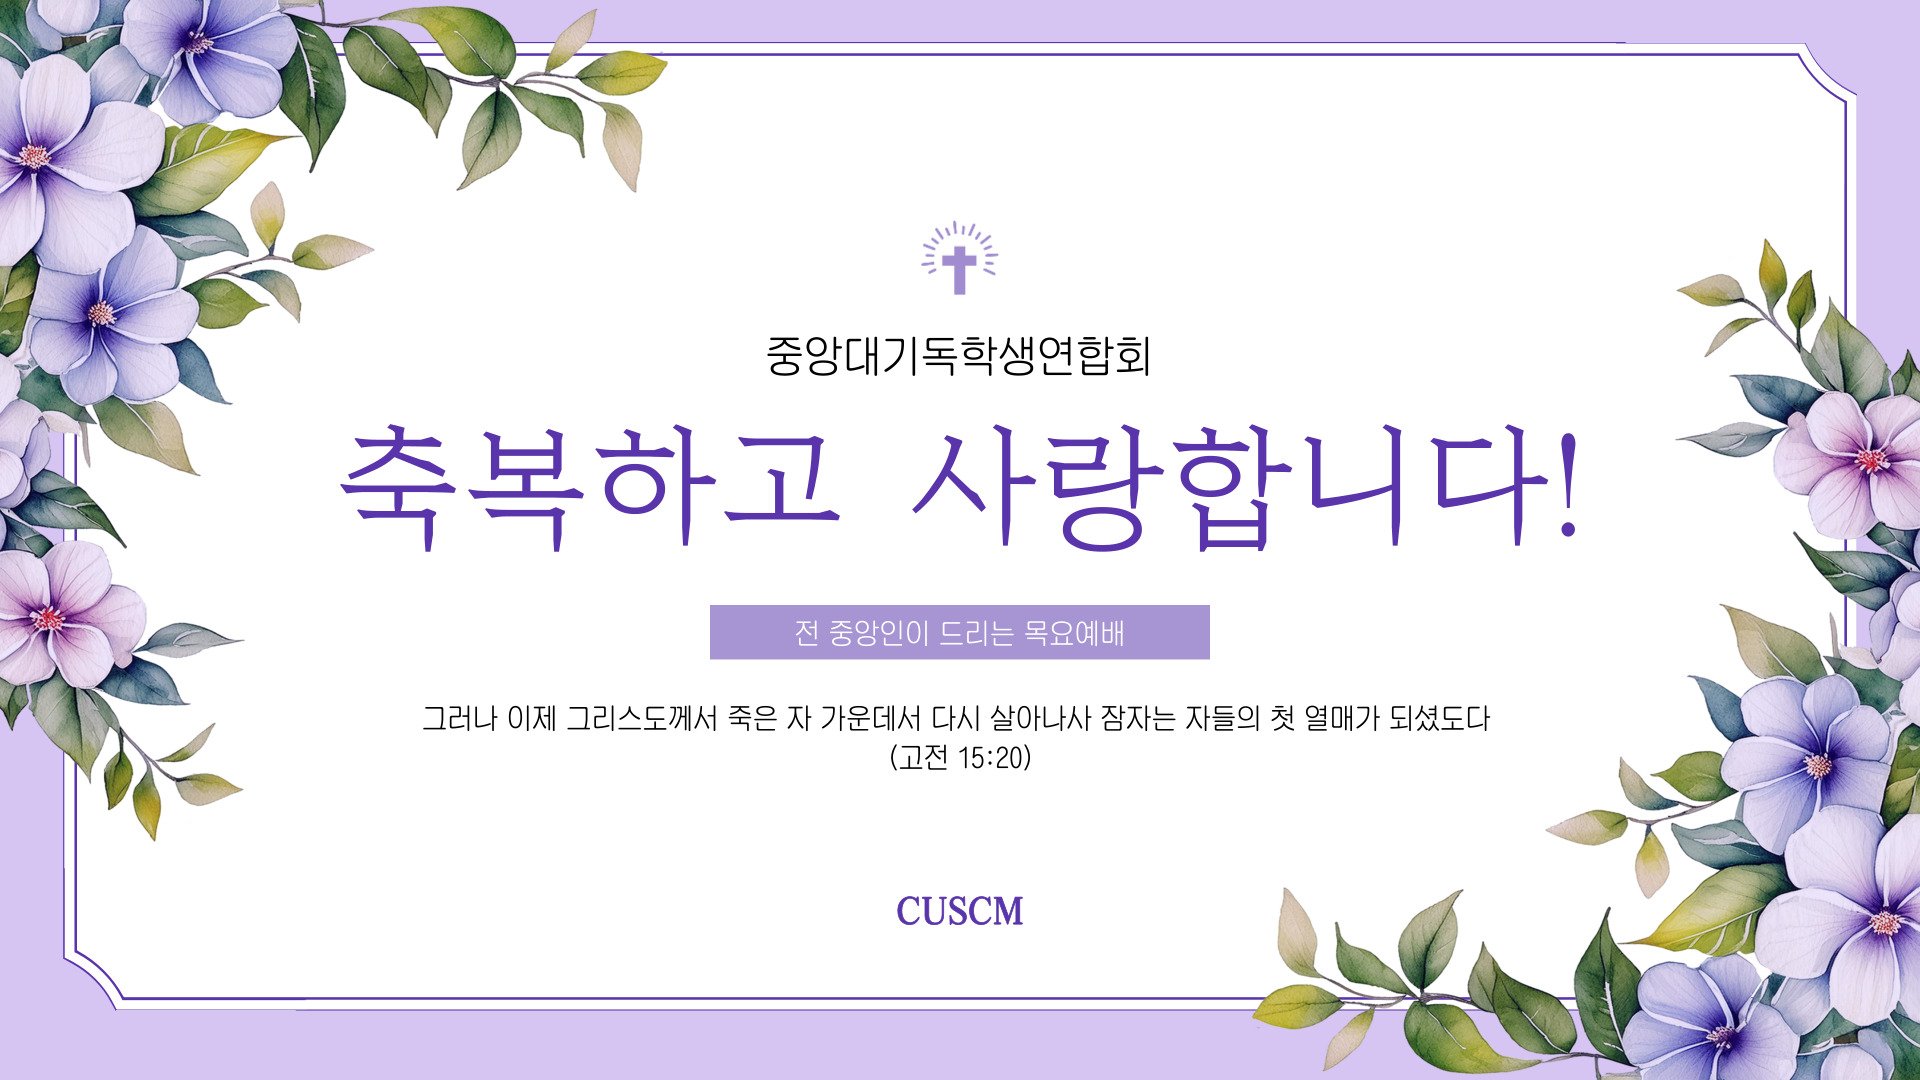 중앙대기독학생연합회
축복하고 사랑합니다!
전 중앙인이 드리는 목요예배
그러나 이제 그리스도께서 죽은 자 가운데서 다시 살아나사 잠자는 자들의 첫 열매가 되셨도다
(고전 15:20)
CUSCM